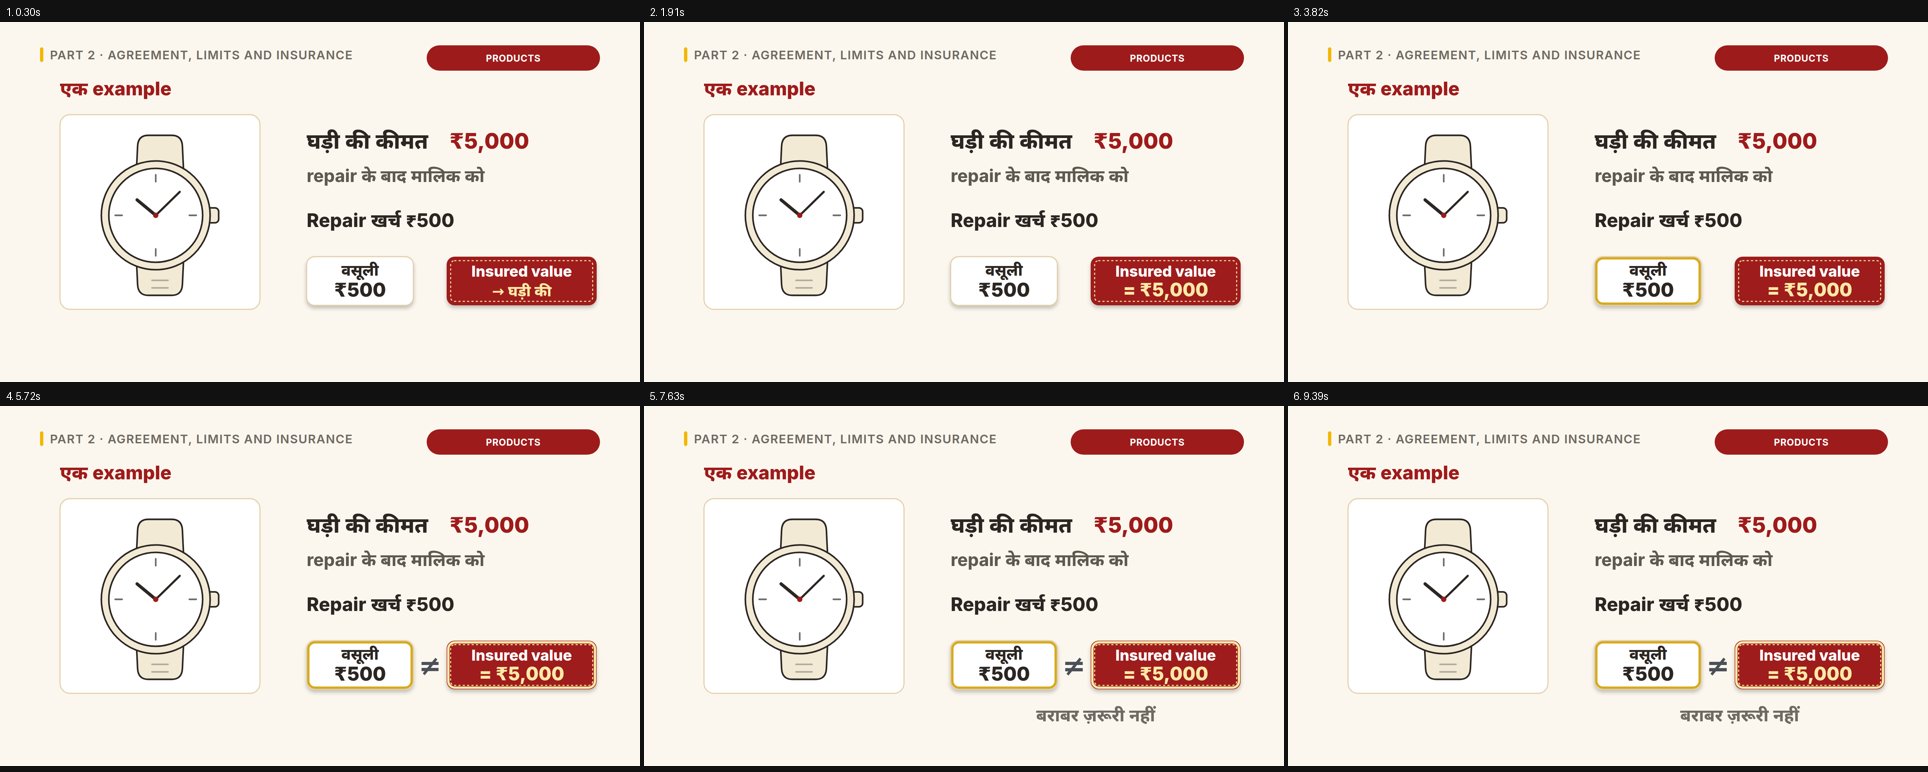 1. 0.30s
PART 2 · AGREEMENT, LIMITS AND INSURANCE
PRODUCTS
एक example
घड़ी की कीमत ₹5,000
repair के बाद मालिक को
Repair खर्च ₹500
वसूली
₹500
Insured value
→ घड़ी की
2. 1.91s
PART 2 · AGREEMENT, LIMITS AND INSURANCE
PRODUCTS
एक example
घड़ी की कीमत ₹5,000
repair के बाद मालिक को
Repair खर्च ₹500
वसूली
₹500
Insured value
= ₹5,000
3. 3.82s
PART 2 · AGREEMENT, LIMITS AND INSURANCE
PRODUCTS
एक example
घड़ी की कीमत ₹5,000
repair के बाद मालिक को
Repair खर्च ₹500
वसूली
₹500
Insured value
= ₹5,000
4. 5.72s
PART 2 · AGREEMENT, LIMITS AND INSURANCE
PRODUCTS
एक example
घड़ी की कीमत ₹5,000
repair के बाद मालिक को
Repair खर्च ₹500
वसूली
₹500
≠
Insured value
= ₹5,000
5. 7.63s
PART 2 · AGREEMENT, LIMITS AND INSURANCE
PRODUCTS
एक example
घड़ी की कीमत ₹5,000
repair के बाद मालिक को
Repair खर्च ₹500
वसूली
₹500
≠
Insured value
= ₹5,000
बराबर ज़रूरी नहीं
6. 9.39s
PART 2 · AGREEMENT, LIMITS AND INSURANCE
PRODUCTS
एक example
घड़ी की कीमत ₹5,000
repair के बाद मालिक को
Repair खर्च ₹500
वसूली
₹500
≠
Insured value
= ₹5,000
बराबर ज़रूरी नहीं